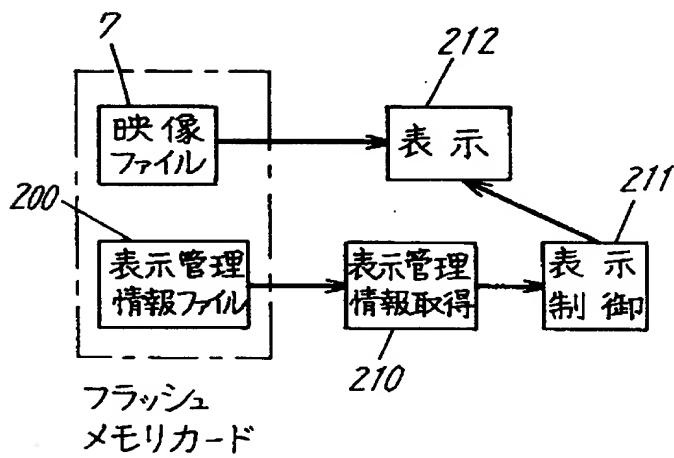 7
映像
ファイル
212
表示
200
表示管理
情報ファイル
表示管理
情報取得
210
211
表示
制御
フラッシュ
メモリカード